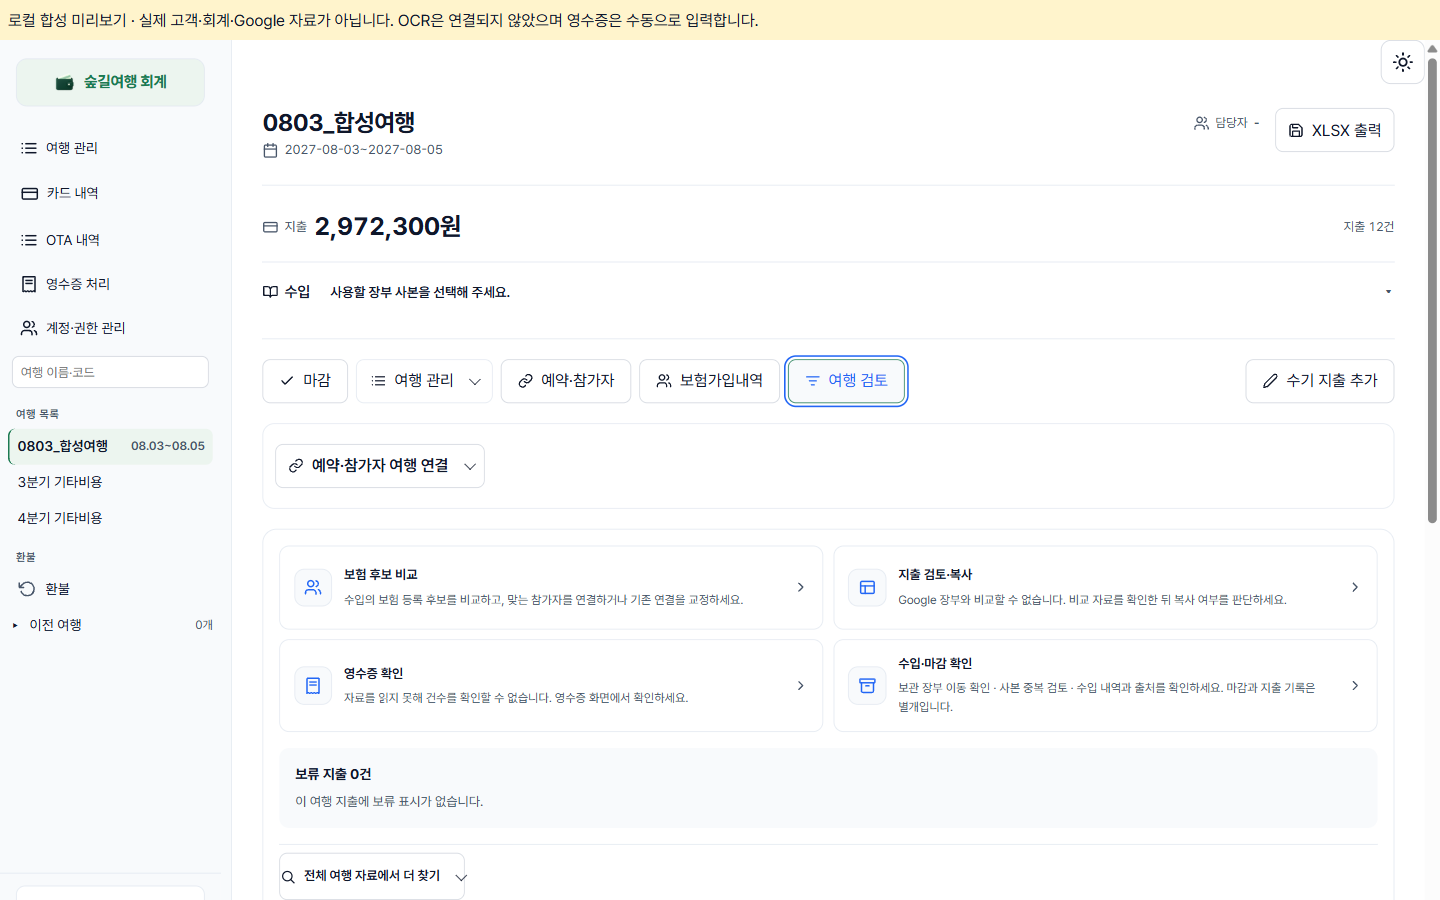 로컬 합성 미리보기 · 실제 고객·회계·Google 자료가 아닙니다. OCR은 연결되지 않았으며 영수증은 수동으로 입력합니다.
숲길여행 회계
여행 관리
카드 내역
OTA 내역
영수증 처리
계정·권한 관리
여행 이름·코드
여행 목록
0803_합성여행 08.03~08.05
3분기 기타비용
4분기 기타비용
환불
환불
이전 여행 0개
0803_합성여행
2027-08-03~2027-08-05
담당자 -
XLSX 출력
지출 2,972,300원
지출 12건
수입 사용할 장부 사본을 선택해 주세요.
마감
여행 관리
예약·참가자
보험가입내역
여행 검토
수기 지출 추가
예약·참가자 여행 연결
보험 후보 비교
수입의 보험 등록 후보를 비교하고, 맞는 참가자를 연결하거나 기존 연결을 교정하세요.
지출 검토·복사
Google 장부와 비교할 수 없습니다. 비교 자료를 확인한 뒤 복사 여부를 판단하세요.
영수증 확인
자료를 읽지 못해 건수를 확인할 수 없습니다. 영수증 화면에서 확인하세요.
수입·마감 확인
보관 장부 이동 확인 · 사본 중복 검토 · 수입 내역과 출처를 확인하세요. 마감과 지출 기록은
별개입니다.
보류 지출 0건
이 여행 지출에 보류 표시가 없습니다.
전체 여행 자료에서 더 찾기